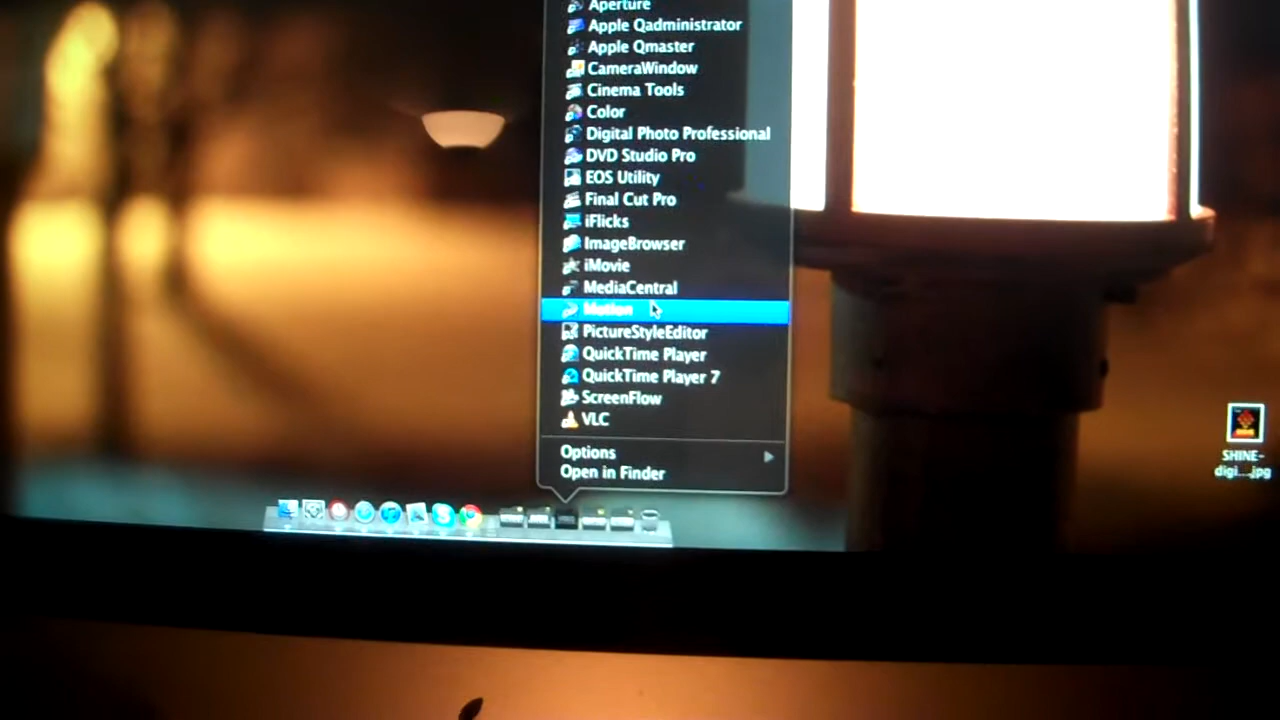 Aperture
Apple Qadministrator
Apple Qmaster
CameraWindow
Cinema Tools
Color
Digital Photo Professional
DVD Studio Pro
EOS Utility
Final Cut Pro
iFlicks
ImageBrowser
iMovie
MediaCentral
Motion
PictureStyleEditor
QuickTime Player
QuickTime Player 7
ScreenFlow
VLC
Options
Open in Finder
SHINE-
digi....jpg